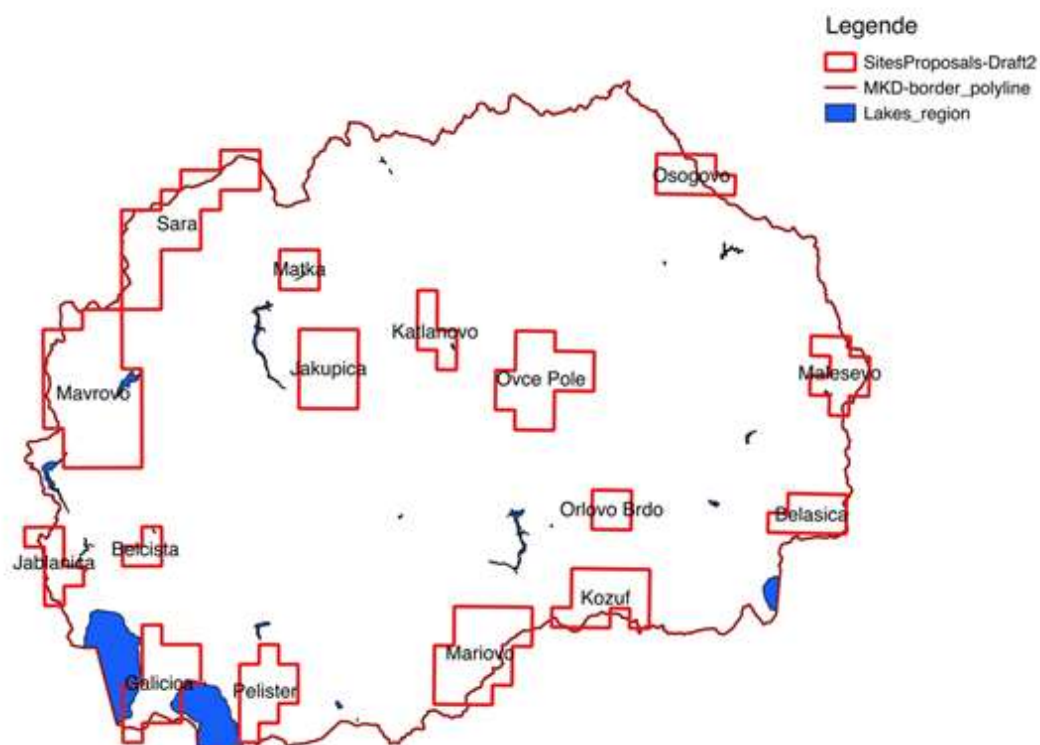 Legende
SitesProposals-Draft2
MKD-border_polyline
Lakes_region
Osogovo
Sara
Matka
Katlanovo
Jakupica
Ovce Pole
Malesevo
Mavrovo
Orlovo Brdo
Belasica
Belcista
Jablanica
Kozuf
Mariovo
Galicica
Pelister